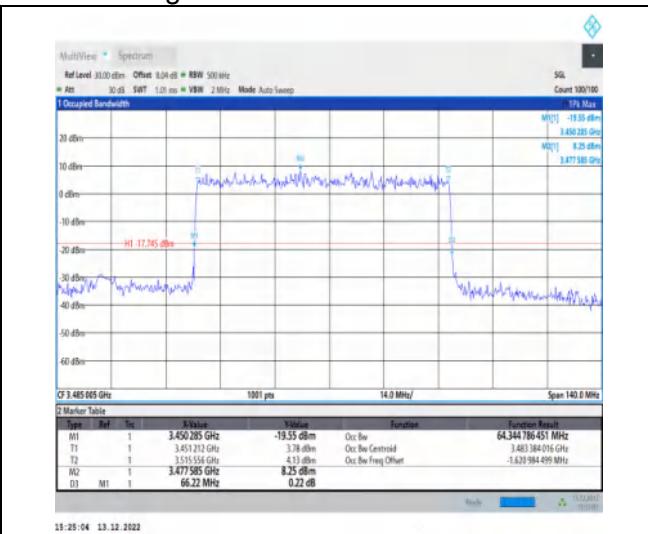 MultiView Spectrum
Ref Level 30.00 dBm Offset 8.04 dB RBW 500 kHz SGL
Att 30 dB SWT 1.01 ms VBW 2 MHz Mode Auto Sweep Count 100/100
1 Occupied Bandwidth 1Pk Max
M1[1] -19.55 dBm
3.450 285 GHz
20 dBm M2[1] 8.25 dBm
3.477 585 GHz
10 dBm
M2
0 dBm
-10 dBm
M1
H1 -17.745 dBm
-20 dBm
-30 dBm
-40 dBm
-50 dBm
-60 dBm
CF 3.485 005 GHz 1001 pts 14.0 MHz/ Span 140.0 MHz
2 Marker Table
Type Ref Trc X-Value Y-Value Function Function Result
M1 1 3.450 285 GHz -19.55 dBm Occ Bw 64.344 786 451 MHz
T1 1 3.451 212 GHz 3.78 dBm Occ Bw Centroid 3.483 384 016 GHz
T2 1 3.515 556 GHz 4.13 dBm Occ Bw Freq Offset -1.620 984 499 MHz
M2 1 3.477 585 GHz 8.25 dBm
D3 M1 1 66.22 MHz 0.22 dB
Ready
15:25:04 13.12.2022